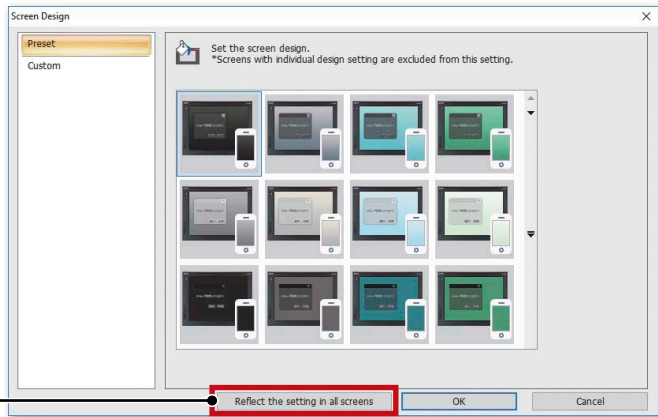 Screen Design
Preset
Custom
Set the screen design.
*Screens with individual design setting are excluded from this setting.
Reflect the setting in all screens
OK
Cancel